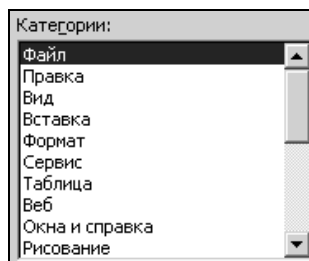 Категории:
Файл
Правка
Вид
Вставка
Формат
Сервис
Таблица
Веб
Окна и справка
Рисование